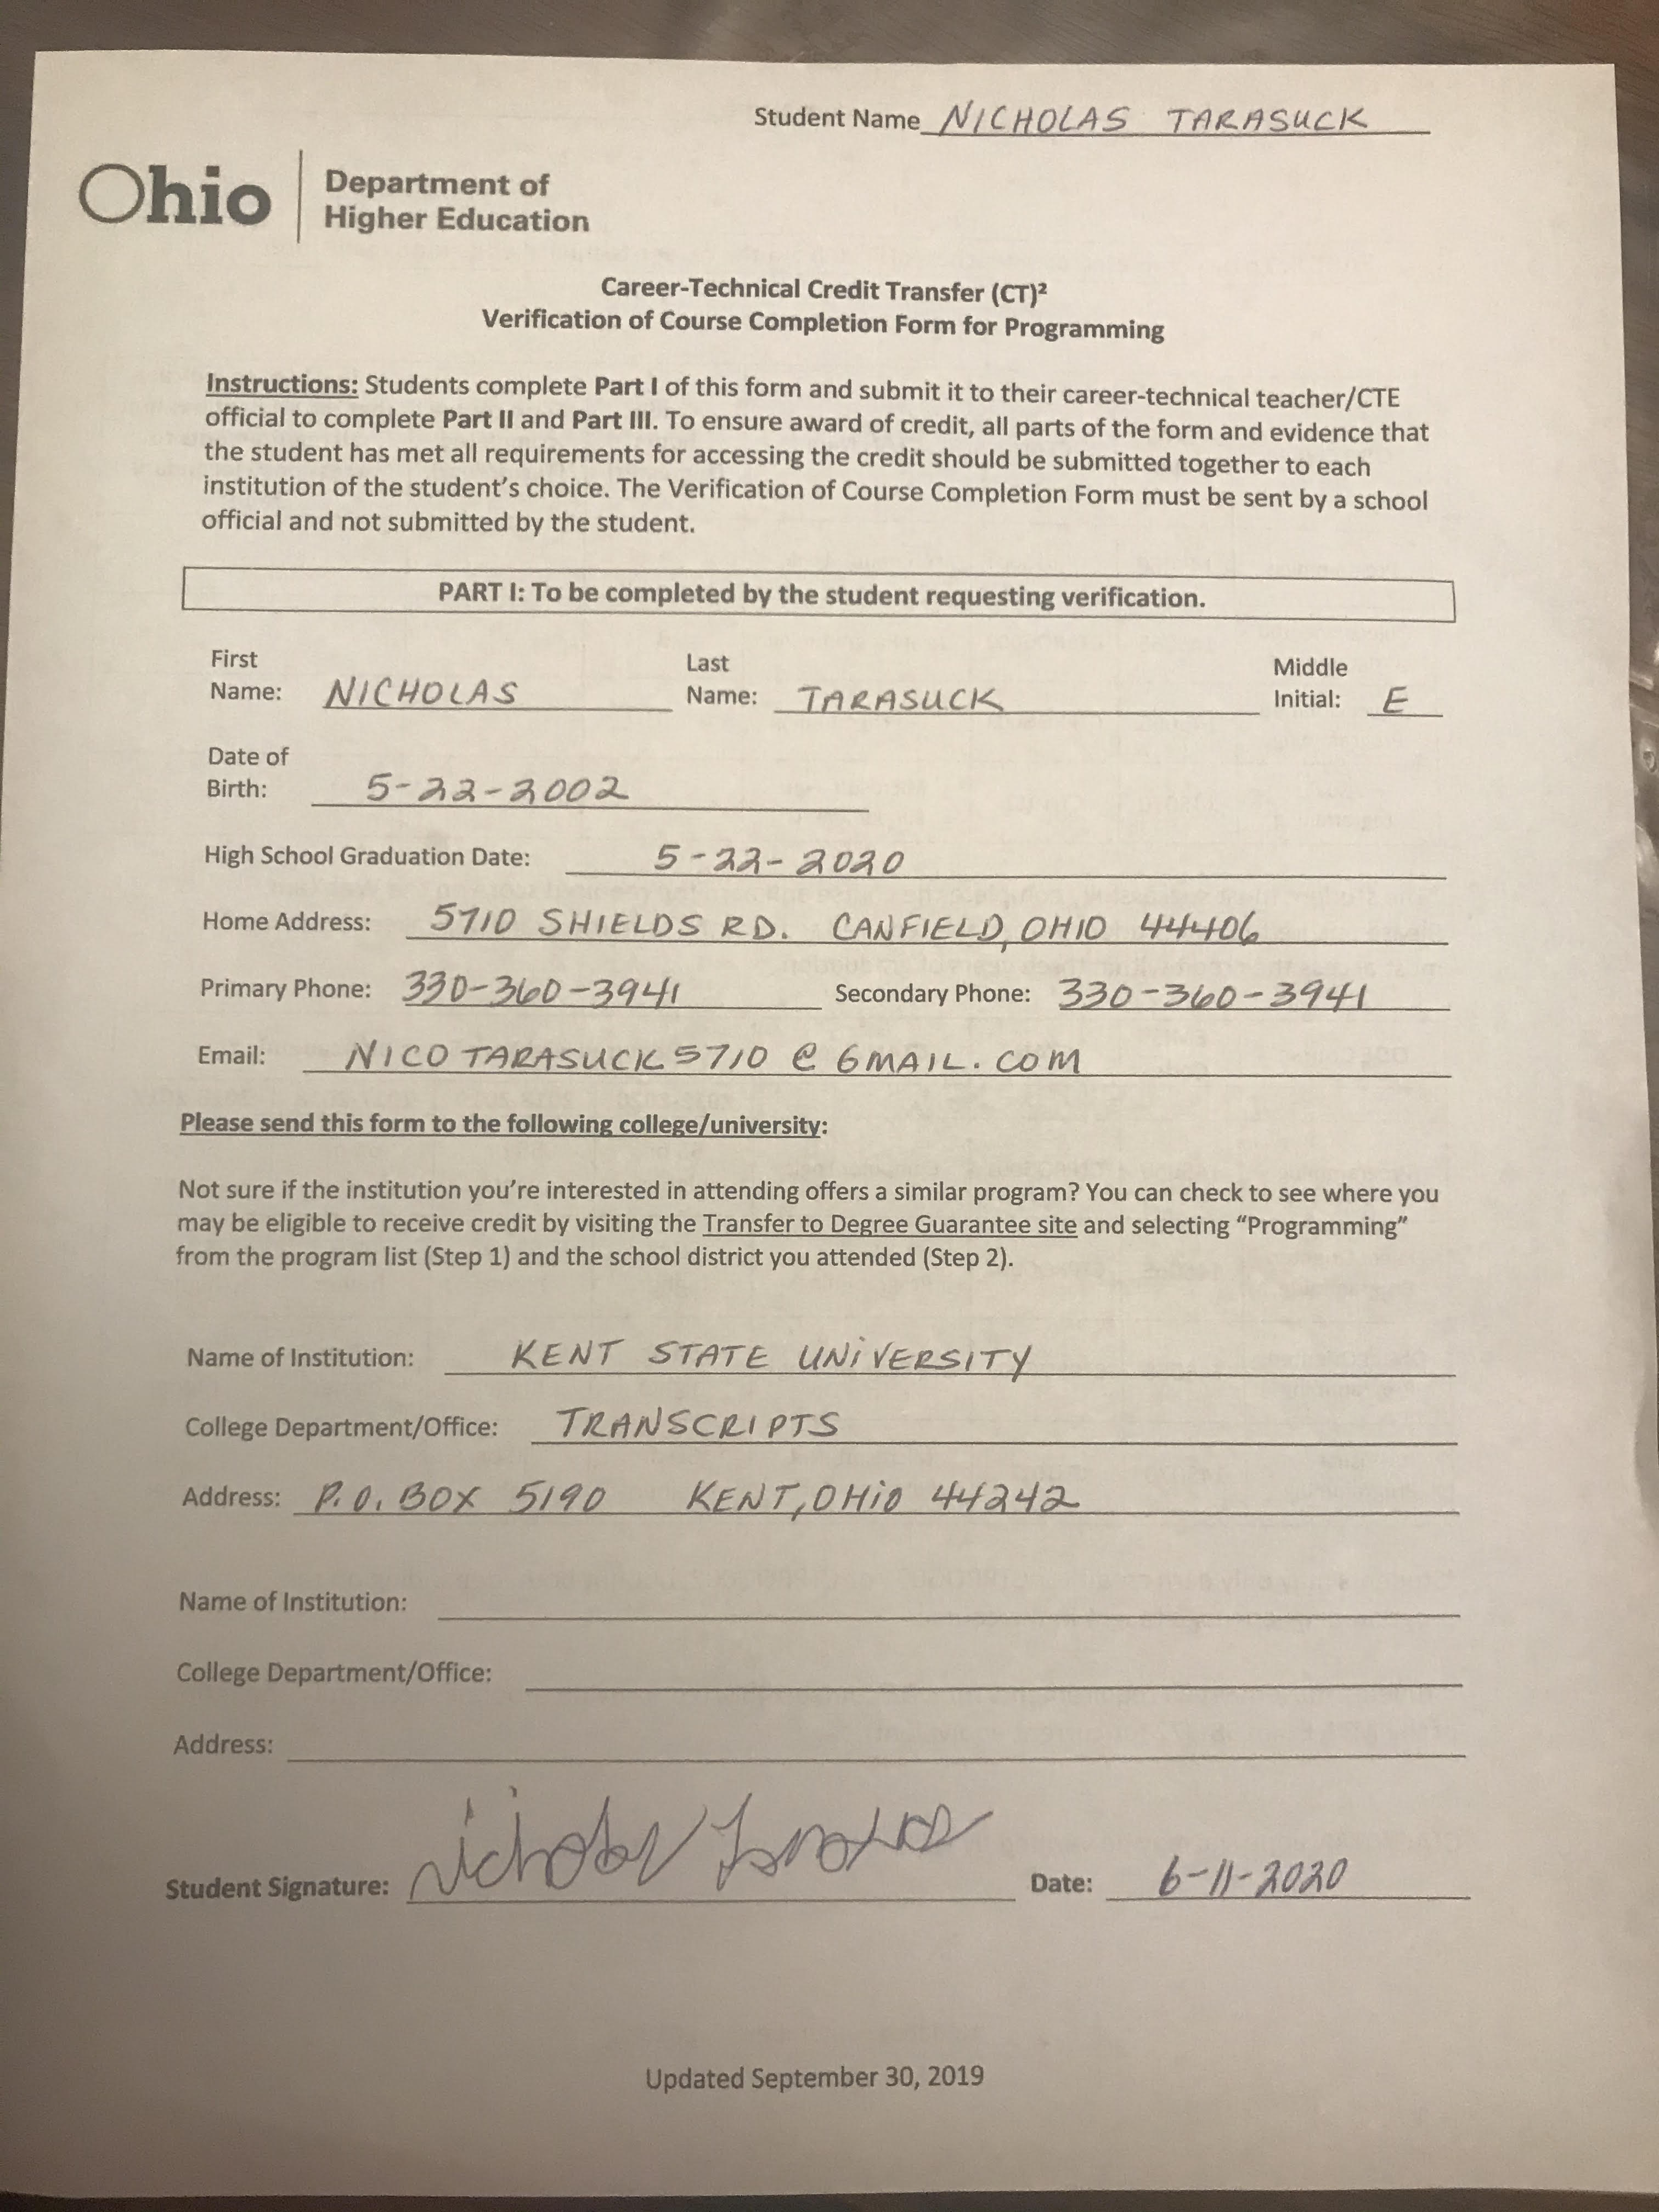 Student Name NICHOLAS TARASUCK
Ohio Department of
Higher Education
Career-Technical Credit Transfer (CT)²
Verification of Course Completion Form for Programming
Instructions: Students complete Part I of this form and submit it to their career-technical teacher/CTE
official to complete Part II and Part III. To ensure award of credit, all parts of the form and evidence that
the student has met all requirements for accessing the credit should be submitted together to each
institution of the student's choice. The Verification of Course Completion Form must be sent by a school
official and not submitted by the student.
PART I: To be completed by the student requesting verification.
First Name: NICHOLAS Last Name: TARASUCK Middle Initial: E
Date of
Birth: 5-22-2002
High School Graduation Date: 5-22-2020
Home Address: 5710 SHIELDS RD. CANFIELD, OHIO 44406
Primary Phone: 330-360-3941 Secondary Phone: 330-360-3941
Email: NICOTARASUCK5710@GMAIL.COM
Please send this form to the following college/university:
Not sure if the institution you're interested in attending offers a similar program? You can check to see where you
may be eligible to receive credit by visiting the Transfer to Degree Guarantee site and selecting "Programming"
from the program list (Step 1) and the school district you attended (Step 2).
Name of Institution: KENT STATE UNiVERSITY
College Department/Office: TRANSCRIPTS
Address: P.O. BOX 5190 KENT, OHiO 44242
Name of Institution:
College Department/Office:
Address:
Student Signature: Date: 6-11-2020
Updated September 30, 2019